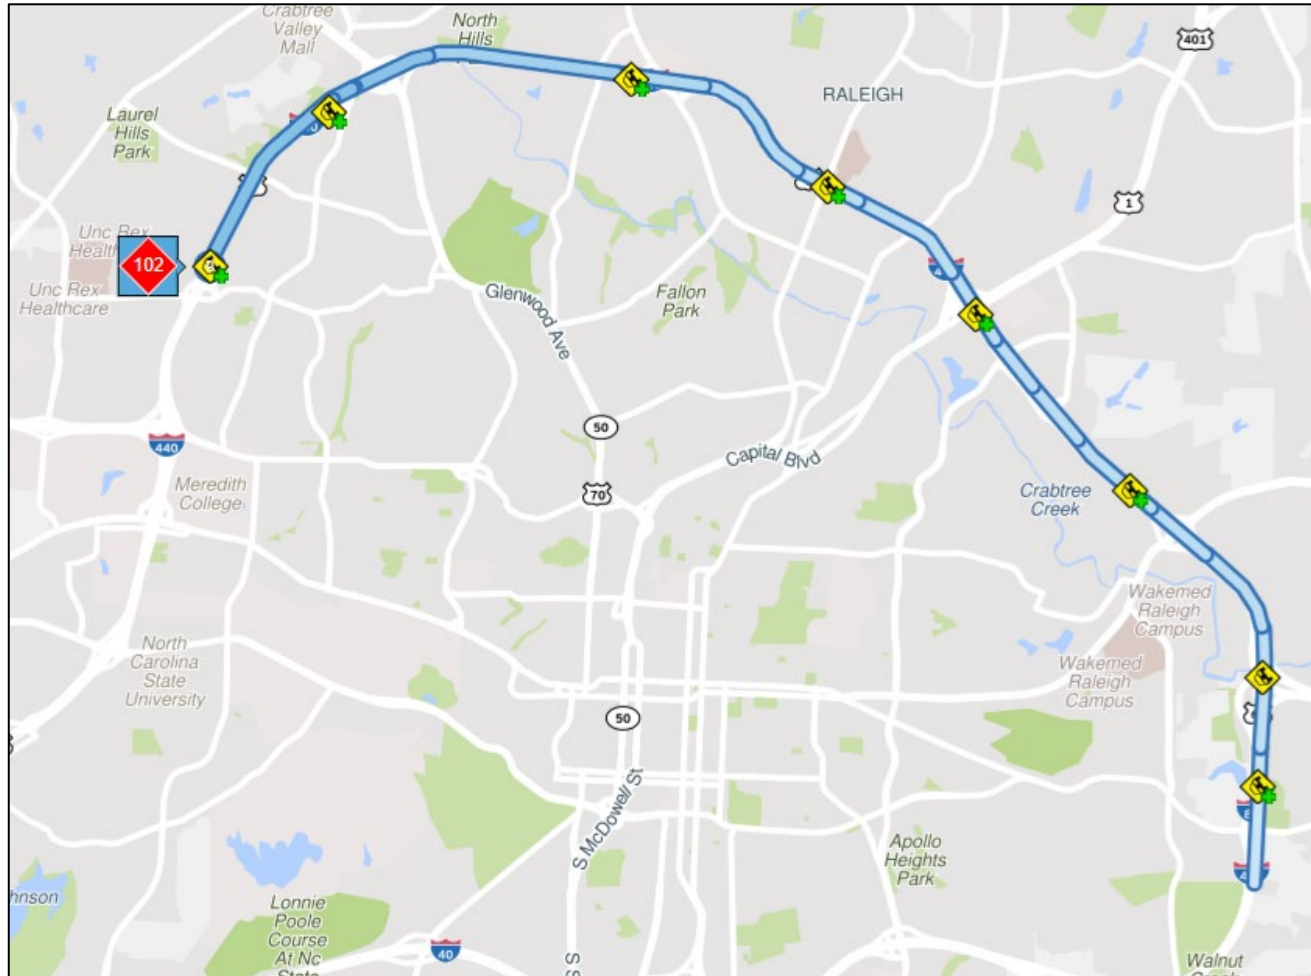 Crabtree
Valley
Mall
North
Hills
401
RALEIGH
Laurel
Hills
Park
1
Unc Rex
102
Unc Rex
Healthcare
Glenwood Ave
Fallon
Park
50
440
Capital Blvd
70
Meredith
College
Crabtree
Creek
Wakemed
Raleigh
Campus
North
Carolina
State
University
Wakemed
Raleigh
Campus
50
S McDowell St
Apollo
Heights
Park
Lonnie
Poole
Course
At Nc
State
40
S S
Walnut